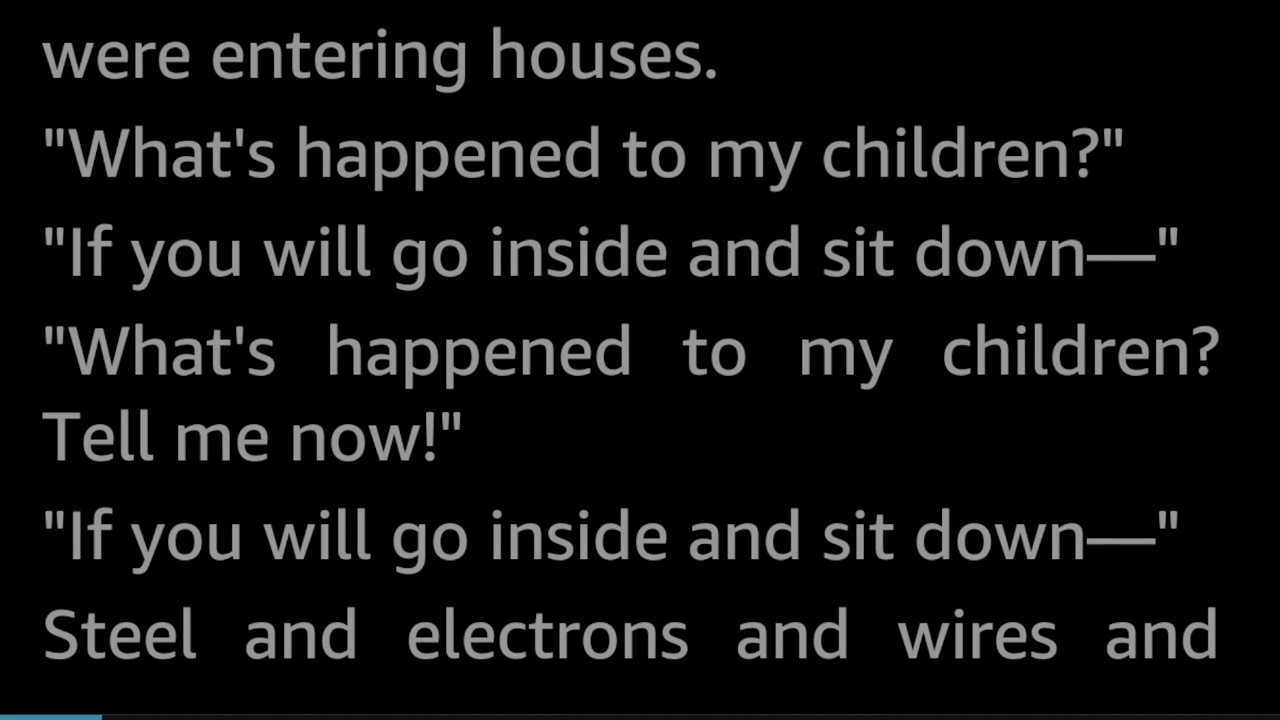 were entering houses.
"What's happened to my children?"
"If you will go inside and sit down—"
"What's happened to my children?
Tell me now!"
"If you will go inside and sit down—"
Steel and electrons and wires and